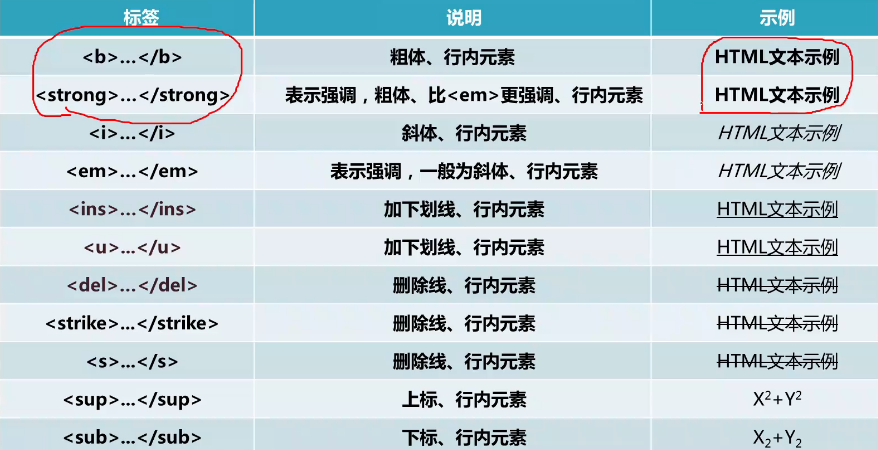 标签 说明 示例
<b>...</b> 粗体、行内元素 HTML文本示例
<strong>...</strong> 表示强调，粗体、比<em>更强调、行内元素 HTML文本示例
<i>...</i> 斜体、行内元素 HTML文本示例
<em>...</em> 表示强调，一般为斜体、行内元素 HTML文本示例
<ins>...</ins> 加下划线、行内元素 HTML文本示例
<u>...</u> 加下划线、行内元素 HTML文本示例
<del>...</del> 删除线、行内元素 HTML文本示例
<strike>...</strike> 删除线、行内元素 HTML文本示例
<s>...</s> 删除线、行内元素 HTML文本示例
<sup>...</sup> 上标、行内元素 X²+Y²
<sub>...</sub> 下标、行内元素 X₂+Y₂